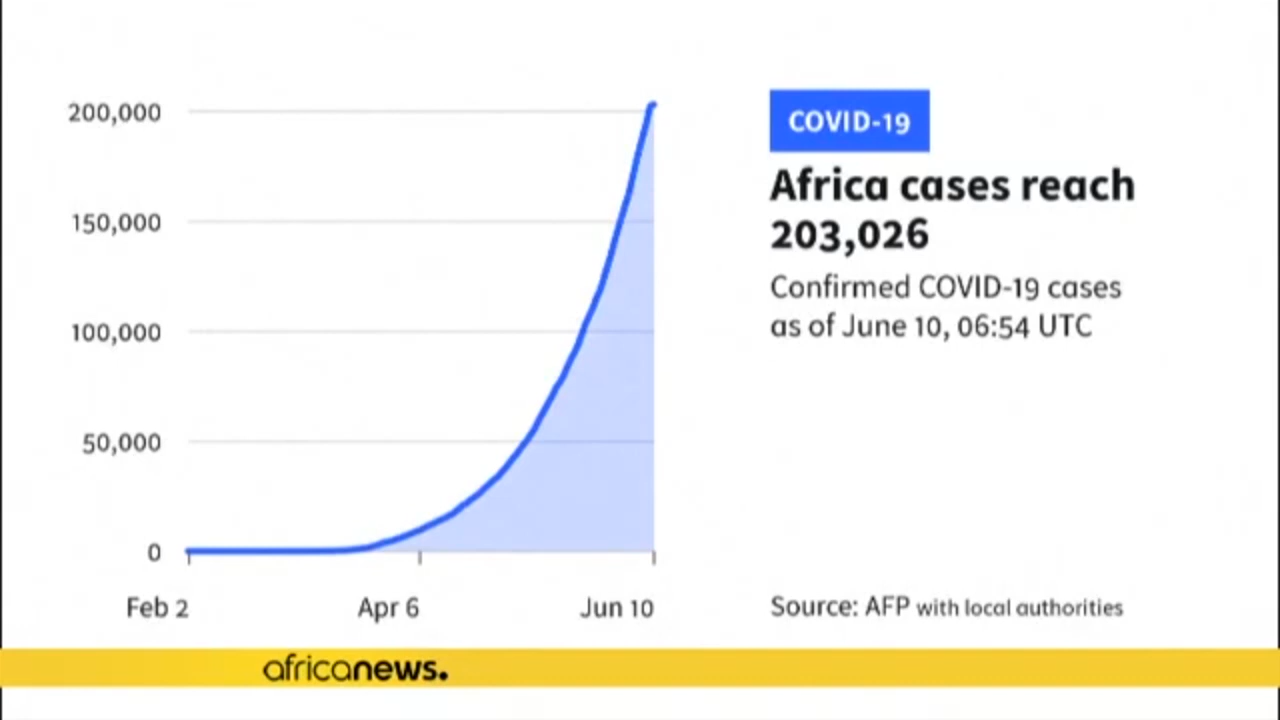 200,000
150,000
100,000
50,000
0
Feb 2
Apr 6
Jun 10
COVID-19
Africa cases reach
203,026
Confirmed COVID-19 cases
as of June 10, 06:54 UTC
Source: AFP with local authorities
africanews.